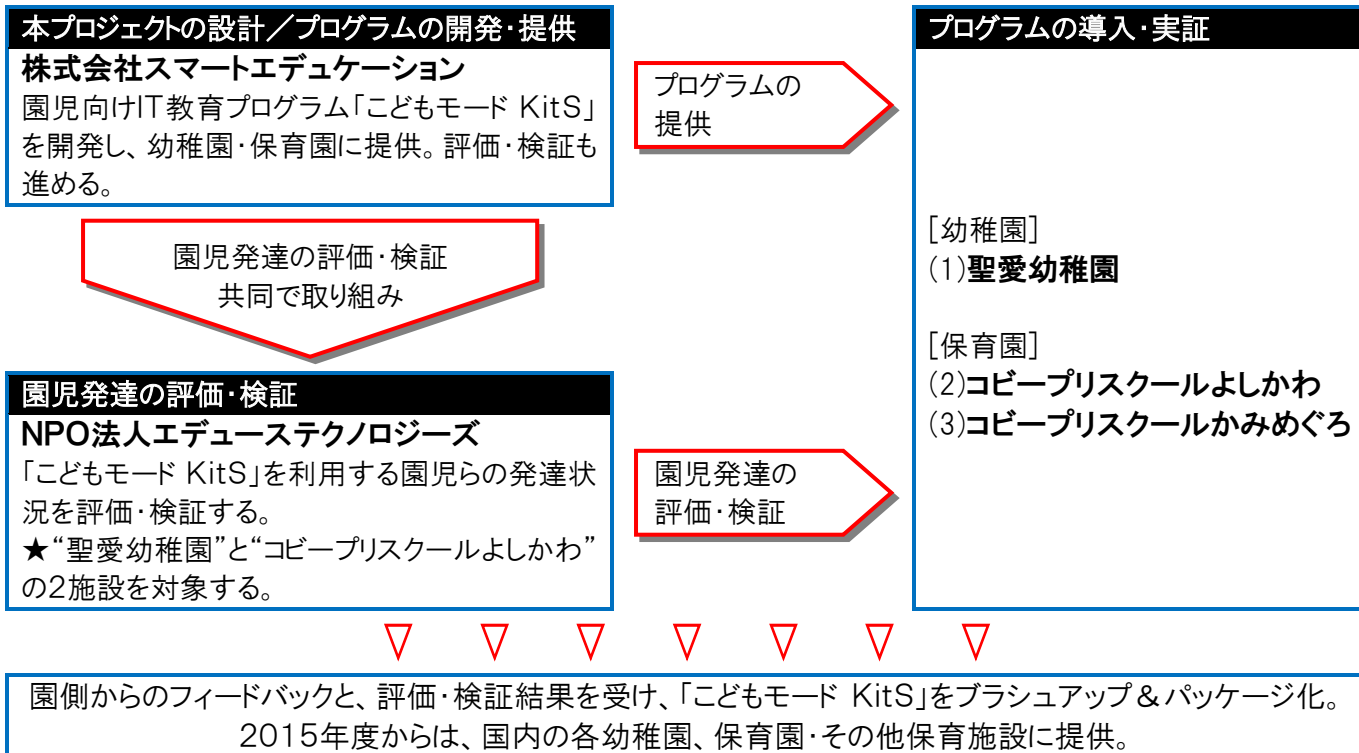 本プロジェクトの設計／プログラムの開発・提供
株式会社スマートエデュケーション
園児向けIT教育プログラム「こどもモード KitS」
を開発し、幼稚園・保育園に提供。評価・検証も
進める。
プログラムの
提供
園児発達の評価・検証
共同で取り組み
園児発達の評価・検証
NPO法人エデューステクノロジーズ
「こどもモード KitS」を利用する園児らの発達状
況を評価・検証する。
★“聖愛幼稚園”と“コビープリスクールよしかわ”
の2施設を対象する。
園児発達の
評価・検証
プログラムの導入・実証
［幼稚園］
(1)聖愛幼稚園
［保育園］
(2)コビープリスクールよしかわ
(3)コビープリスクールかみめぐろ
園側からのフィードバックと、評価・検証結果を受け、「こどもモード KitS」をブラシュアップ＆パッケージ化。
2015年度からは、国内の各幼稚園、保育園・その他保育施設に提供。